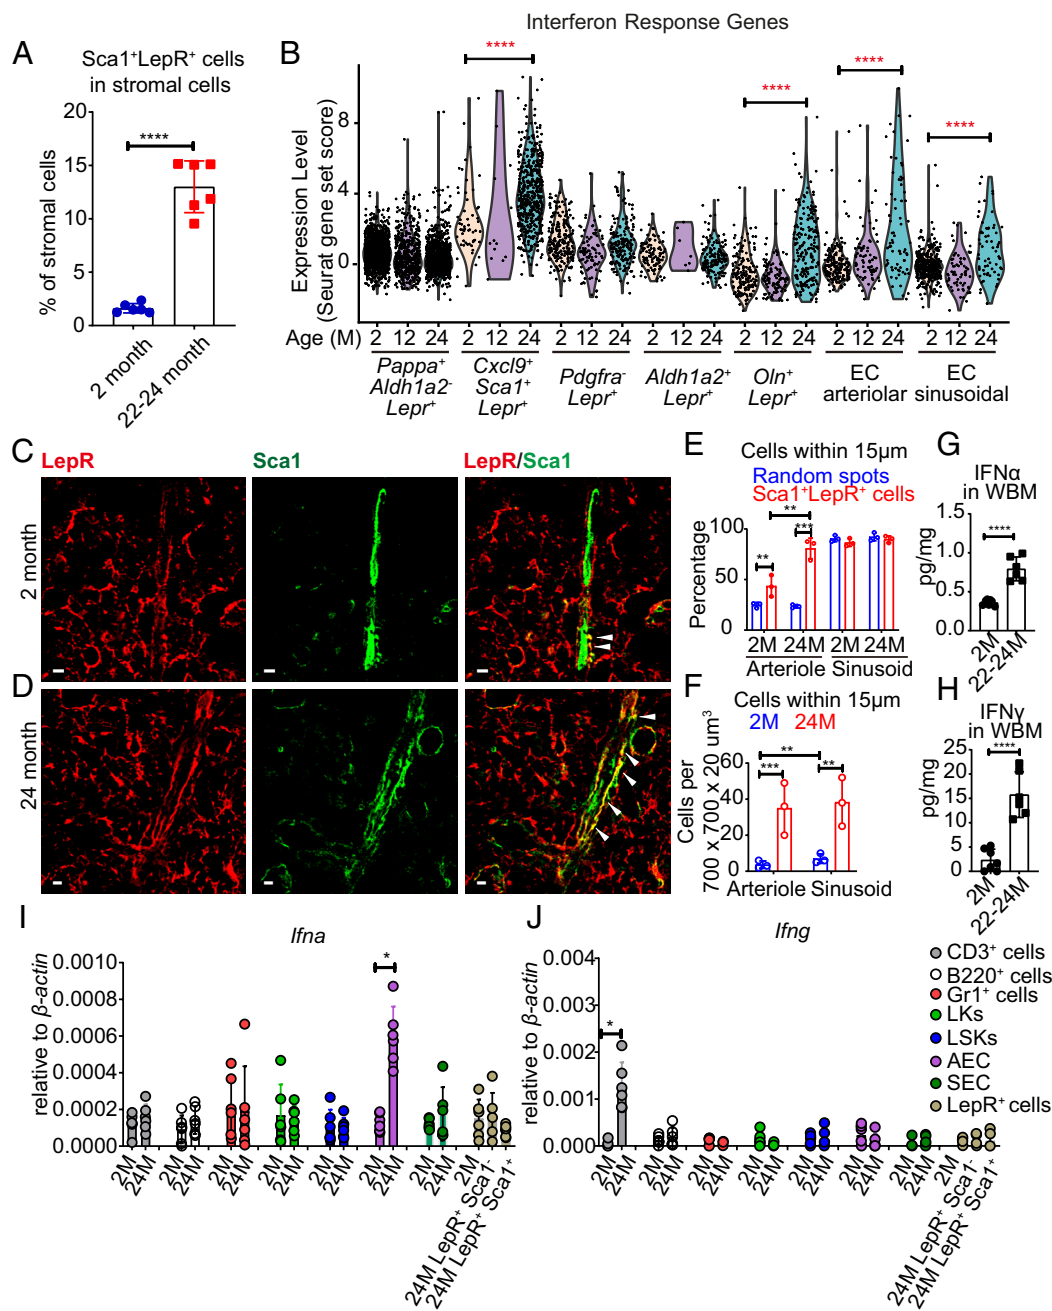 Interferon Response Genes
A
Sca1⁺LepR⁺ cells
in stromal cells
% of stromal cells
20
15
10
5
0
****
2 month
22-24 month
B
Expression Level
(Seurat gene set score)
8
4
0
****
****
****
****
Age (M) 2 12 24 2 12 24 2 12 24 2 12 24 2 12 24 2 12 24 2 12 24
Pappa⁺
Aldh1a2⁻
Lepr⁺
Cxcl9⁺
Sca1⁺
Lepr⁺
Pdgfra⁻
Lepr⁺
Aldh1a2⁺
Lepr⁺
Oln⁺
Lepr⁺
EC
arteriolar
EC
sinusoidal
C
LepR
Sca1
LepR/Sca1
2 month
D
24 month
E
Cells within 15μm
Random spots
Sca1⁺LepR⁺ cells
Percentage
100
50
0
**
**
***
2M
24M
2M
24M
Arteriole Sinusoid
F
Cells within 15μm
2M 24M
Cells per
700 x 700 x 20 um³
60
40
20
0
***
**
**
Arteriole Sinusoid
G
IFNα
in WBM
pg/mg
1.5
1.0
0.5
0.0
****
2M
22-24M
H
IFNγ
in WBM
pg/mg
25
20
15
10
5
0
****
2M
22-24M
I
Ifna
relative to β-actin
0.0010
0.0008
0.0006
0.0004
0.0002
0.0000
*
2M
24M
2M
24M
2M
24M
2M
24M
2M
24M
2M
24M
2M
24M
2M
24M LepR⁺ Sca1⁻
24M LepR⁺ Sca1⁺
J
Ifng
relative to β-actin
0.004
0.003
0.002
0.001
0.000
*
2M
24M
2M
24M
2M
24M
2M
24M
2M
24M
2M
24M
2M
24M
2M
24M LepR⁺ Sca1⁻
24M LepR⁺ Sca1⁺
CD3⁺ cells
B220⁺ cells
Gr1⁺ cells
LKs
LSKs
AEC
SEC
LepR⁺ cells